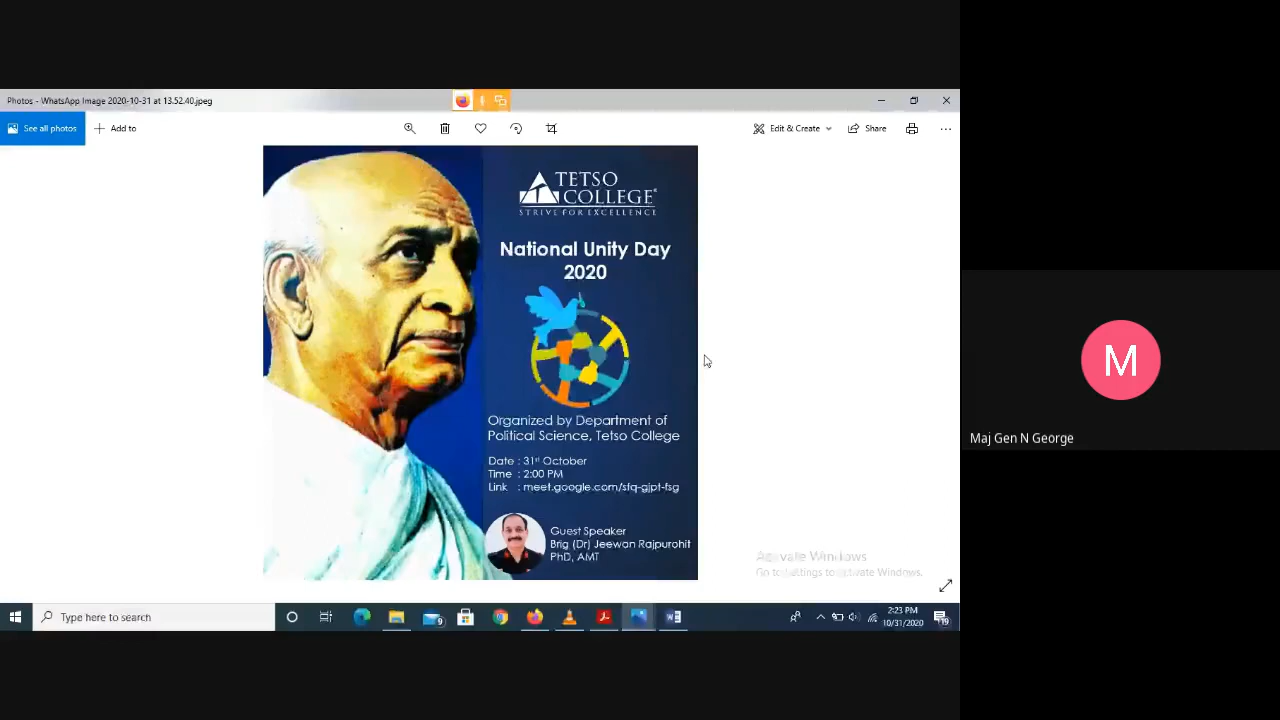 Photos - WhatsApp Image 2020-10-31 at 13.52.40.jpeg
See all photos
Add to
Edit & Create
Share
TETSO
COLLEGE
STRIVE FOR EXCELLENCE
National Unity Day
2020
Organized by Department of
Political Science, Tetso College
Date : 31st October
Time : 2:00 PM
Link : meet.google.com/sfq-gjpt-fsg
Guest Speaker
Brig (Dr) Jeewan Rajpurohit
PhD, AMT
Activate Windows
Go to Settings to activate Windows.
M
Maj Gen N George
Type here to search
9
2:23 PM
10/31/2020
19